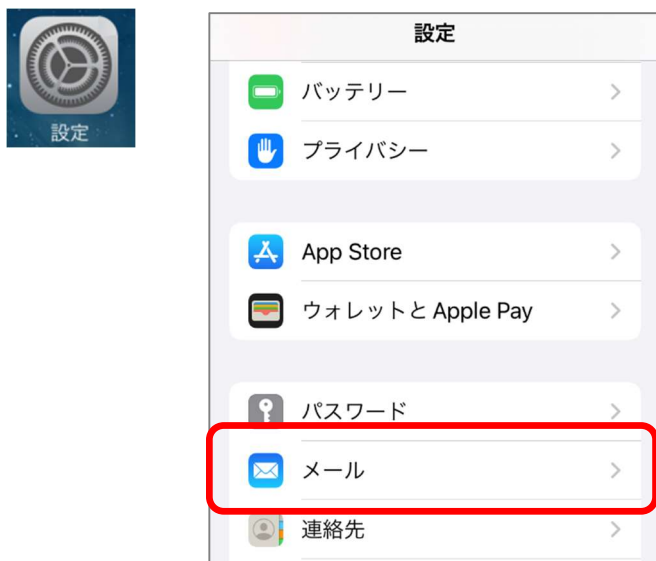 設定
設定
バッテリー
プライバシー
App Store
ウォレットと Apple Pay
パスワード
メール
連絡先